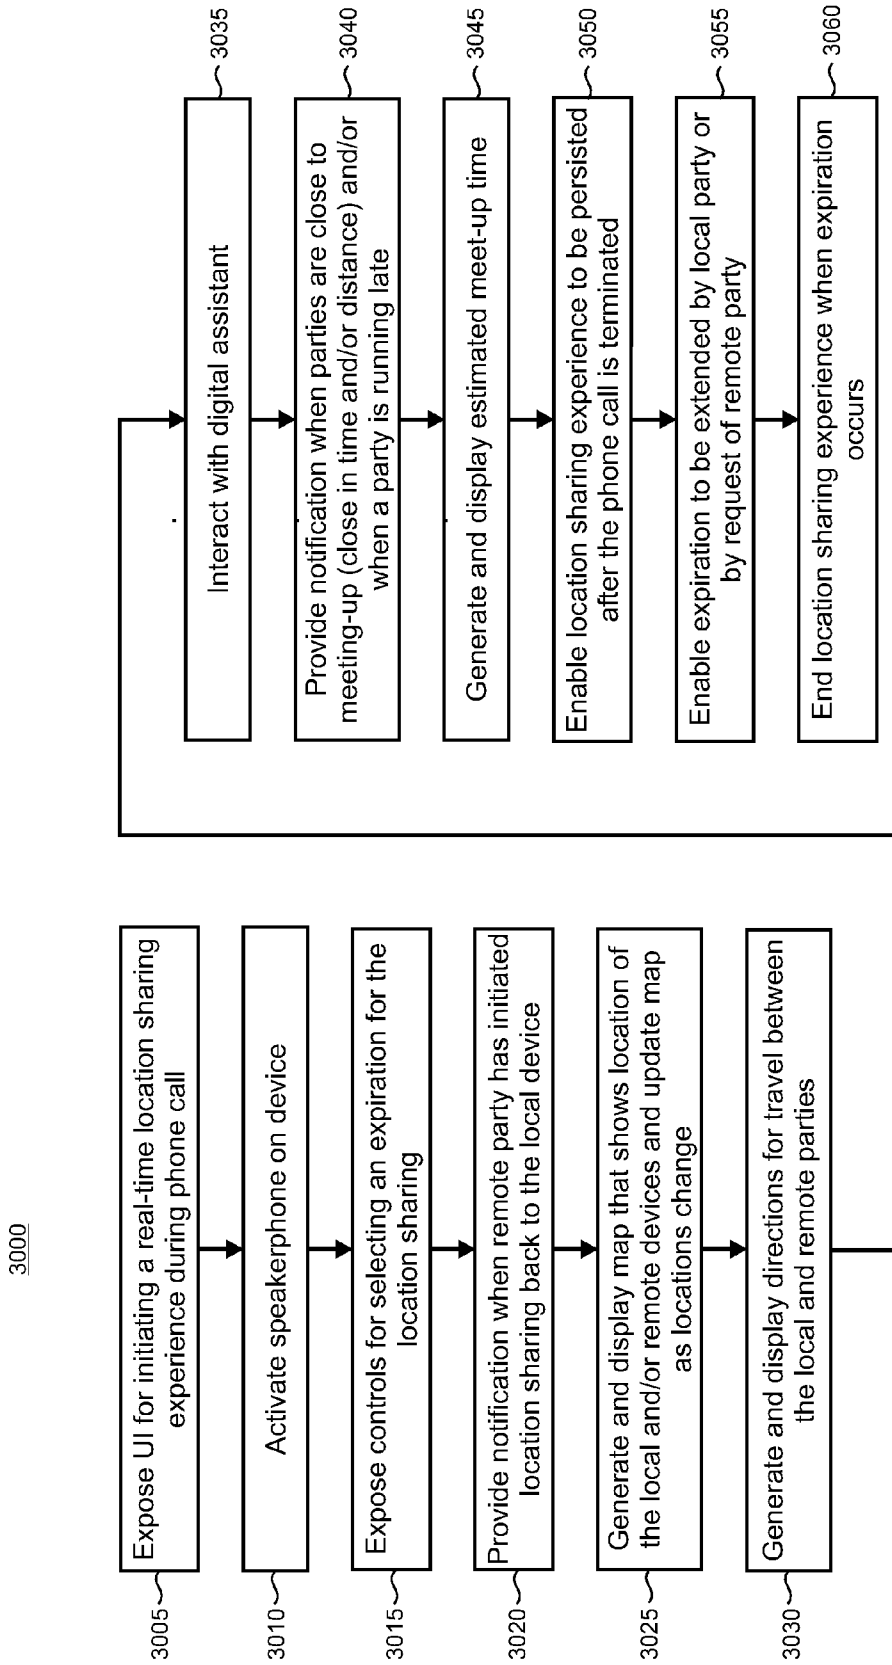 3000
3005
Expose UI for initiating a real-time location sharing
experience during phone call
3010
Activate speakerphone on device
3015
Expose controls for selecting an expiration for the
location sharing
3020
Provide notification when remote party has initiated
location sharing back to the local device
3025
Generate and display map that shows location of
the local and/or remote devices and update map
as locations change
3030
Generate and display directions for travel between
the local and remote parties
3035
Interact with digital assistant
3040
Provide notification when parties are close to
meeting-up (close in time and/or distance) and/or
when a party is running late
3045
Generate and display estimated meet-up time
3050
Enable location sharing experience to be persisted
after the phone call is terminated
3055
Enable expiration to be extended by local party or
by request of remote party
3060
End location sharing experience when expiration
occurs